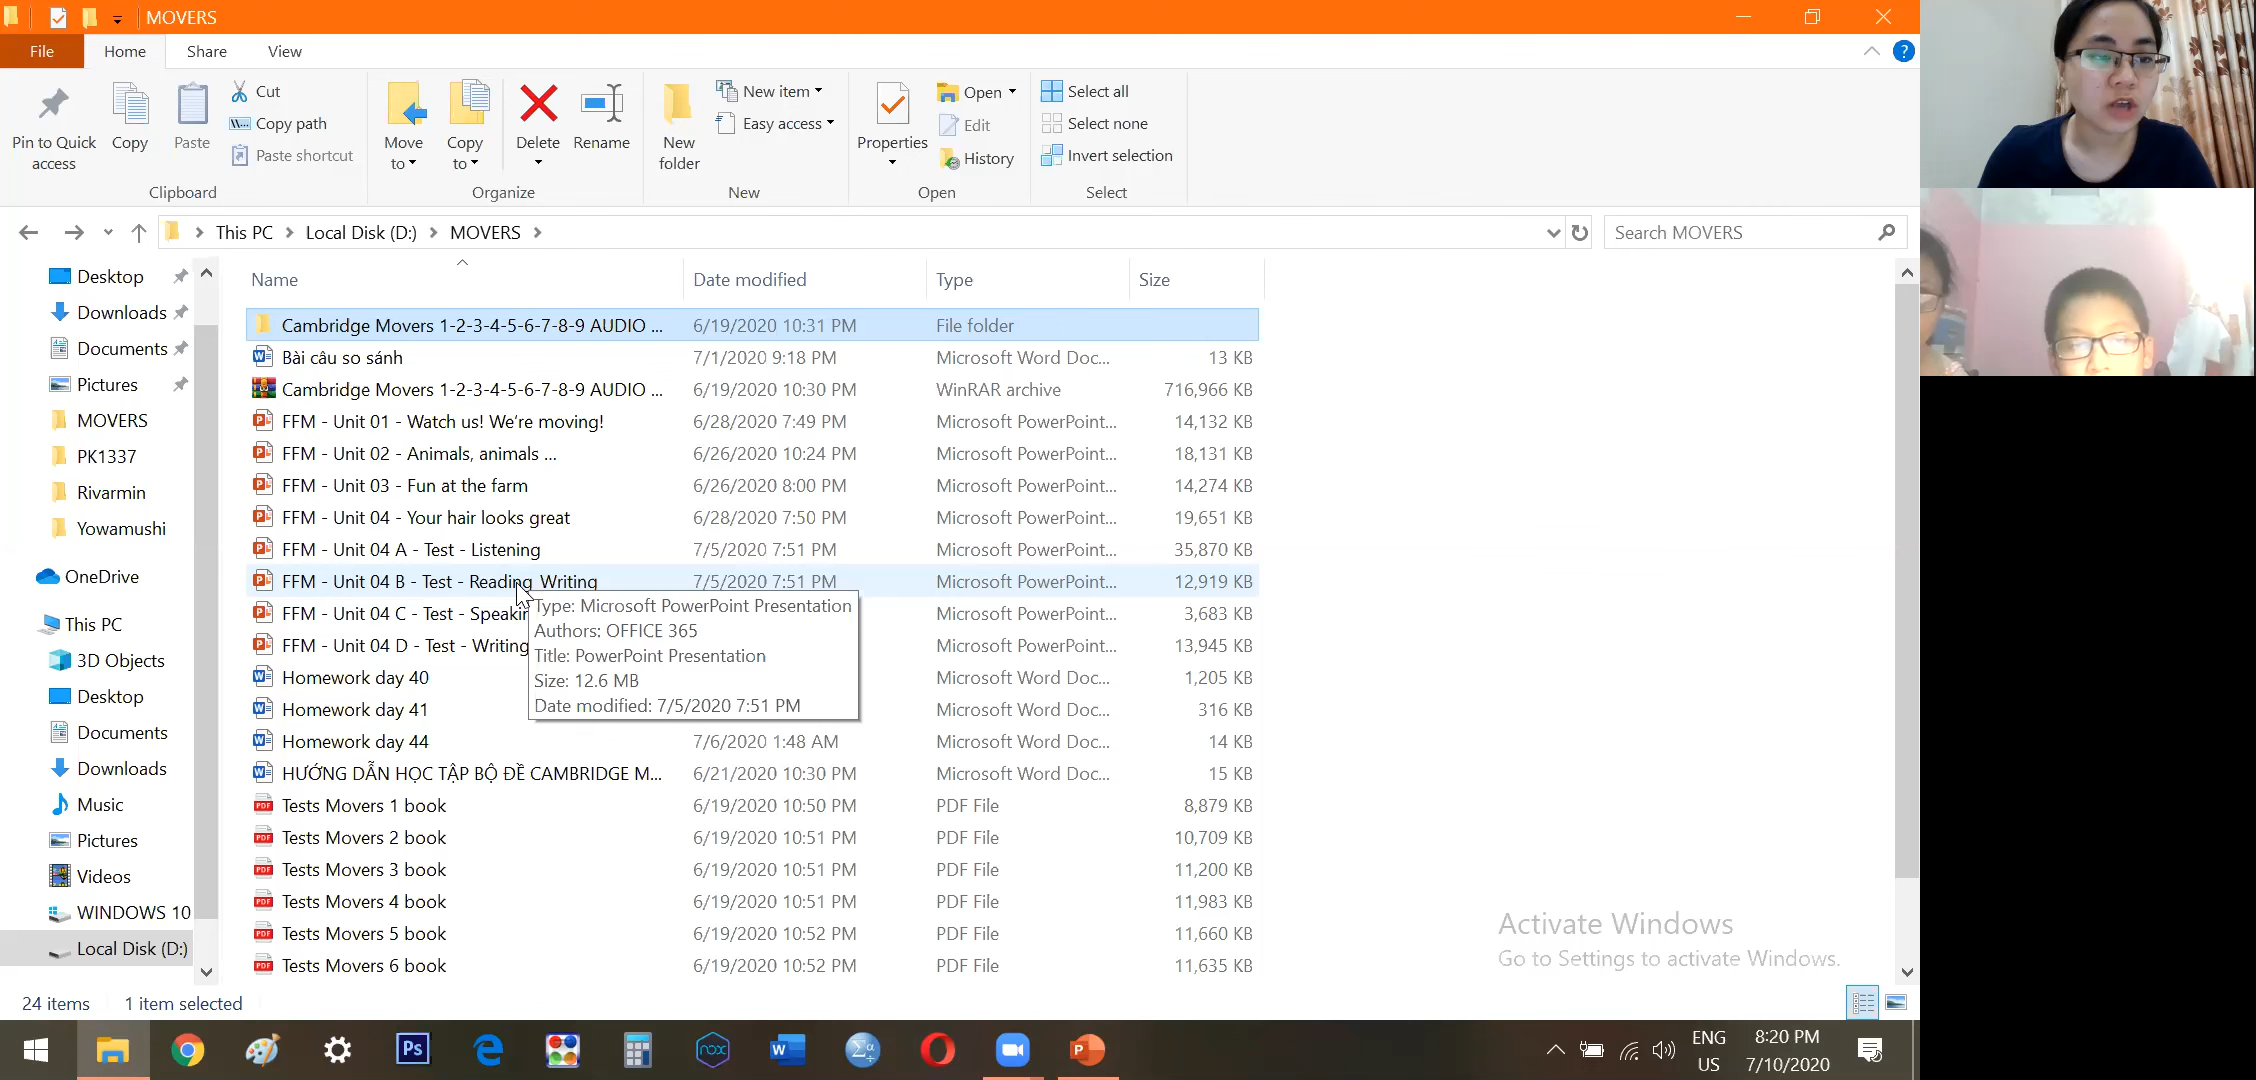 MOVERS
File Home Share View
Pin to Quick access
Copy
Paste
Cut
Copy path
Paste shortcut
Clipboard
Move to
Copy to
Delete
Rename
Organize
New folder
New item
Easy access
New
Properties
Open
Edit
History
Open
Select all
Select none
Invert selection
Select
This PC Local Disk (D:) MOVERS
Search MOVERS
Desktop
Downloads
Documents
Pictures
MOVERS
PK1337
Rivarmin
Yowamushi
OneDrive
This PC
3D Objects
Desktop
Documents
Downloads
Music
Pictures
Videos
WINDOWS 10
Local Disk (D:)
Name Date modified Type Size
Cambridge Movers 1-2-3-4-5-6-7-8-9 AUDIO ... 6/19/2020 10:31 PM File folder
Bài câu so sánh 7/1/2020 9:18 PM Microsoft Word Doc... 13 KB
Cambridge Movers 1-2-3-4-5-6-7-8-9 AUDIO ... 6/19/2020 10:30 PM WinRAR archive 716,966 KB
FFM - Unit 01 - Watch us! We're moving! 6/28/2020 7:49 PM Microsoft PowerPoint... 14,132 KB
FFM - Unit 02 - Animals, animals ... 6/26/2020 10:24 PM Microsoft PowerPoint... 18,131 KB
FFM - Unit 03 - Fun at the farm 6/26/2020 8:00 PM Microsoft PowerPoint... 14,274 KB
FFM - Unit 04 - Your hair looks great 6/28/2020 7:50 PM Microsoft PowerPoint... 19,651 KB
FFM - Unit 04 A - Test - Listening 7/5/2020 7:51 PM Microsoft PowerPoint... 35,870 KB
FFM - Unit 04 B - Test - Reading Writing 7/5/2020 7:51 PM Microsoft PowerPoint... 12,919 KB
FFM - Unit 04 C - Test - Speakin Microsoft PowerPoint... 3,683 KB
FFM - Unit 04 D - Test - Writing Microsoft PowerPoint... 13,945 KB
Homework day 40 Microsoft Word Doc... 1,205 KB
Homework day 41 Microsoft Word Doc... 316 KB
Homework day 44 7/6/2020 1:48 AM Microsoft Word Doc... 14 KB
HƯỚNG DẪN HỌC TẬP BỘ ĐỀ CAMBRIDGE M... 6/21/2020 10:30 PM Microsoft Word Doc... 15 KB
Tests Movers 1 book 6/19/2020 10:50 PM PDF File 8,879 KB
Tests Movers 2 book 6/19/2020 10:51 PM PDF File 10,709 KB
Tests Movers 3 book 6/19/2020 10:51 PM PDF File 11,200 KB
Tests Movers 4 book 6/19/2020 10:51 PM PDF File 11,983 KB
Tests Movers 5 book 6/19/2020 10:52 PM PDF File 11,660 KB
Tests Movers 6 book 6/19/2020 10:52 PM PDF File 11,635 KB
Type: Microsoft PowerPoint Presentation
Authors: OFFICE 365
Title: PowerPoint Presentation
Size: 12.6 MB
Date modified: 7/5/2020 7:51 PM
Activate Windows
Go to Settings to activate Windows.
24 items 1 item selected
Ps
nox
ENG
US
8:20 PM
7/10/2020